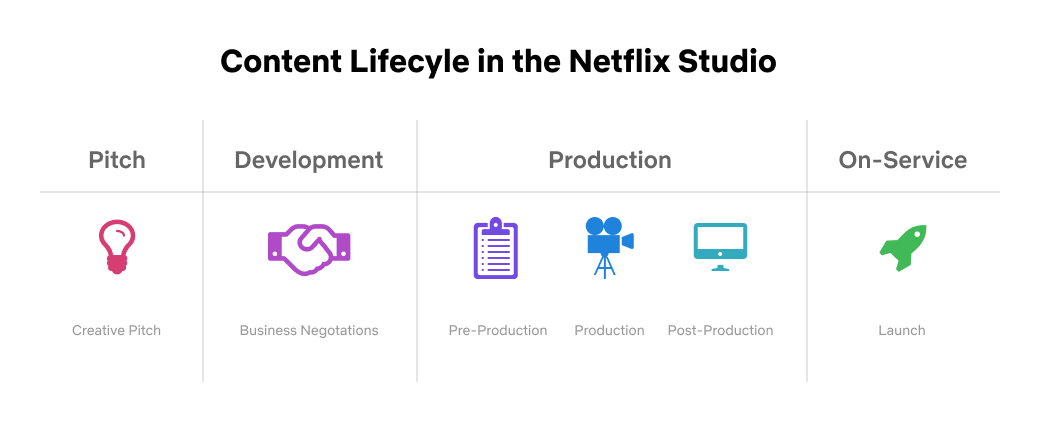 Content Lifecyle in the Netflix Studio
Pitch
Development
Production
On-Service
Creative Pitch
Business Negotations
Pre-Production
Production
Post-Production
Launch